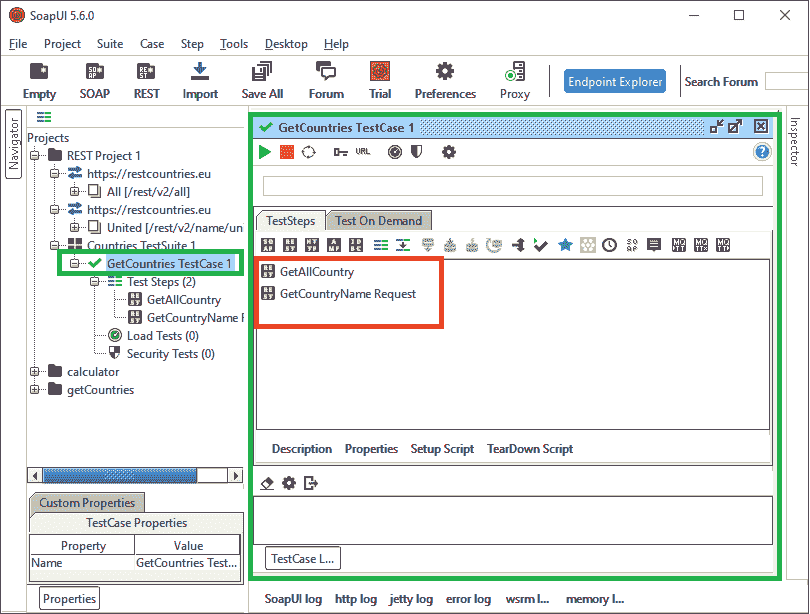 SoapUI 5.6.0
File Project Suite Case Step Tools Desktop Help
Empty SOAP REST Import Save All Forum Trial Preferences Proxy Endpoint Explorer Search Forum
Navigator
Projects
REST Project 1
https://restcountries.eu
All [/rest/v2/all]
https://restcountries.eu
United [/rest/v2/name/un
Countries TestSuite 1
GetCountries TestCase 1
Test Steps (2)
GetAllCountry
GetCountryName R
Load Tests (0)
Security Tests (0)
calculator
getCountries
Custom Properties
TestCase Properties
Property Value
Name GetCountries Test...
Properties
GetCountries TestCase 1
URL
TestSteps Test On Demand
GetAllCountry
GetCountryName Request
Description Properties Setup Script TearDown Script
TestCase L...
SoapUI log http log jetty log error log wsrm l... memory l...
Inspector